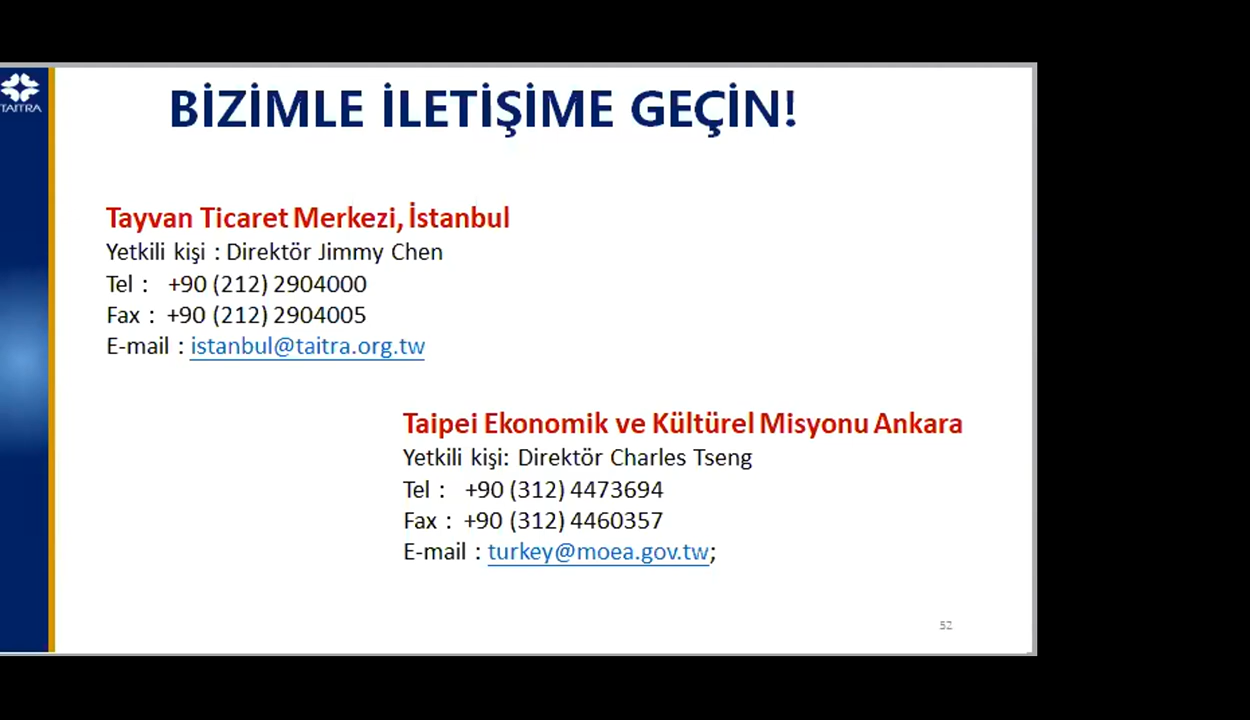 TAITRA
BİZİMLE İLETİŞİME GEÇİN!
Tayvan Ticaret Merkezi, İstanbul
Yetkili kişi : Direktör Jimmy Chen
Tel :   +90 (212) 2904000
Fax :  +90 (212) 2904005
E-mail : istanbul@taitra.org.tw
Taipei Ekonomik ve Kültürel Misyonu Ankara
Yetkili kişi: Direktör Charles Tseng
Tel :   +90 (312) 4473694
Fax :  +90 (312) 4460357
E-mail : turkey@moea.gov.tw;
52